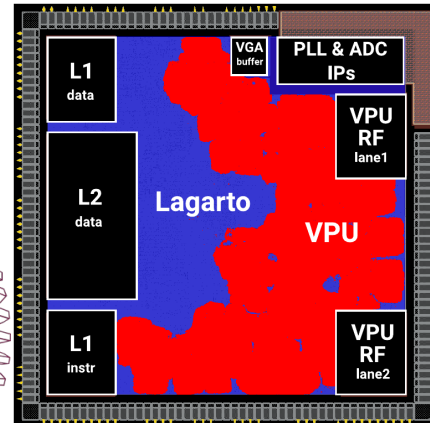 L1
data
VGA
buffer
PLL & ADC
IPs
VPU
RF
lane1
L2
data
Lagarto
VPU
L1
instr
VPU
RF
lane2